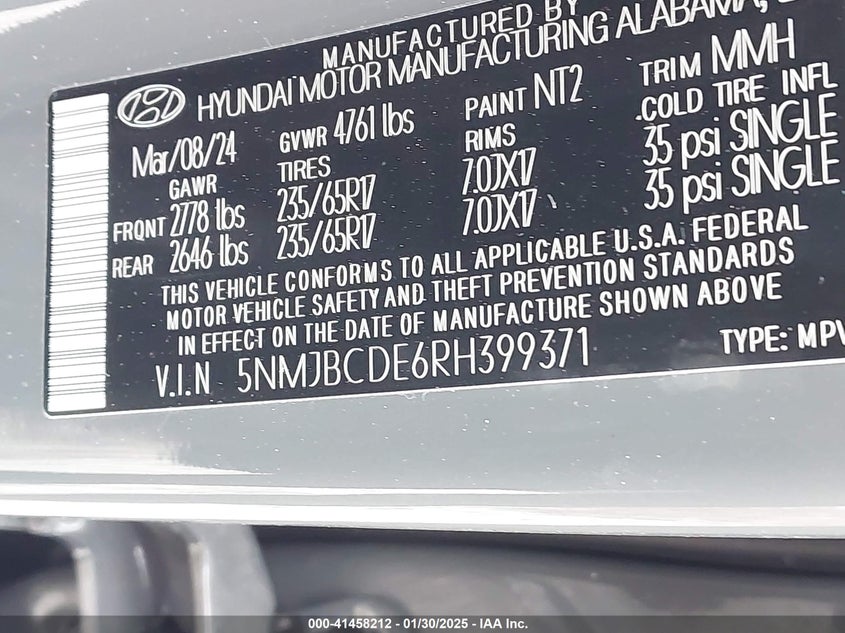 MANUFACTURED BY
HYUNDAI MOTOR MANUFACTURING ALABAMA,
Mar/08/24 GVWR 4761 lbs PAINT NT2 TRIM MMH
GAWR TIRES RIMS .COLD TIRE INFL
FRONT 2778 lbs 235/65R17 7.0JX17 35 psi SINGLE
REAR 2646 lbs 235/65R17 7.0JX17 35 psi SINGLE
THIS VEHICLE CONFORMS TO ALL APPLICABLE U.S.A. FEDERAL
MOTOR VEHICLE SAFETY AND THEFT PREVENTION STANDARDS
IN EFFECT ON THE DATE OF MANUFACTURE SHOWN ABOVE
V.I.N 5NMJBCDE6RH399371 TYPE: MPV
000-41458212 - 01/30/2025 - IAA Inc.